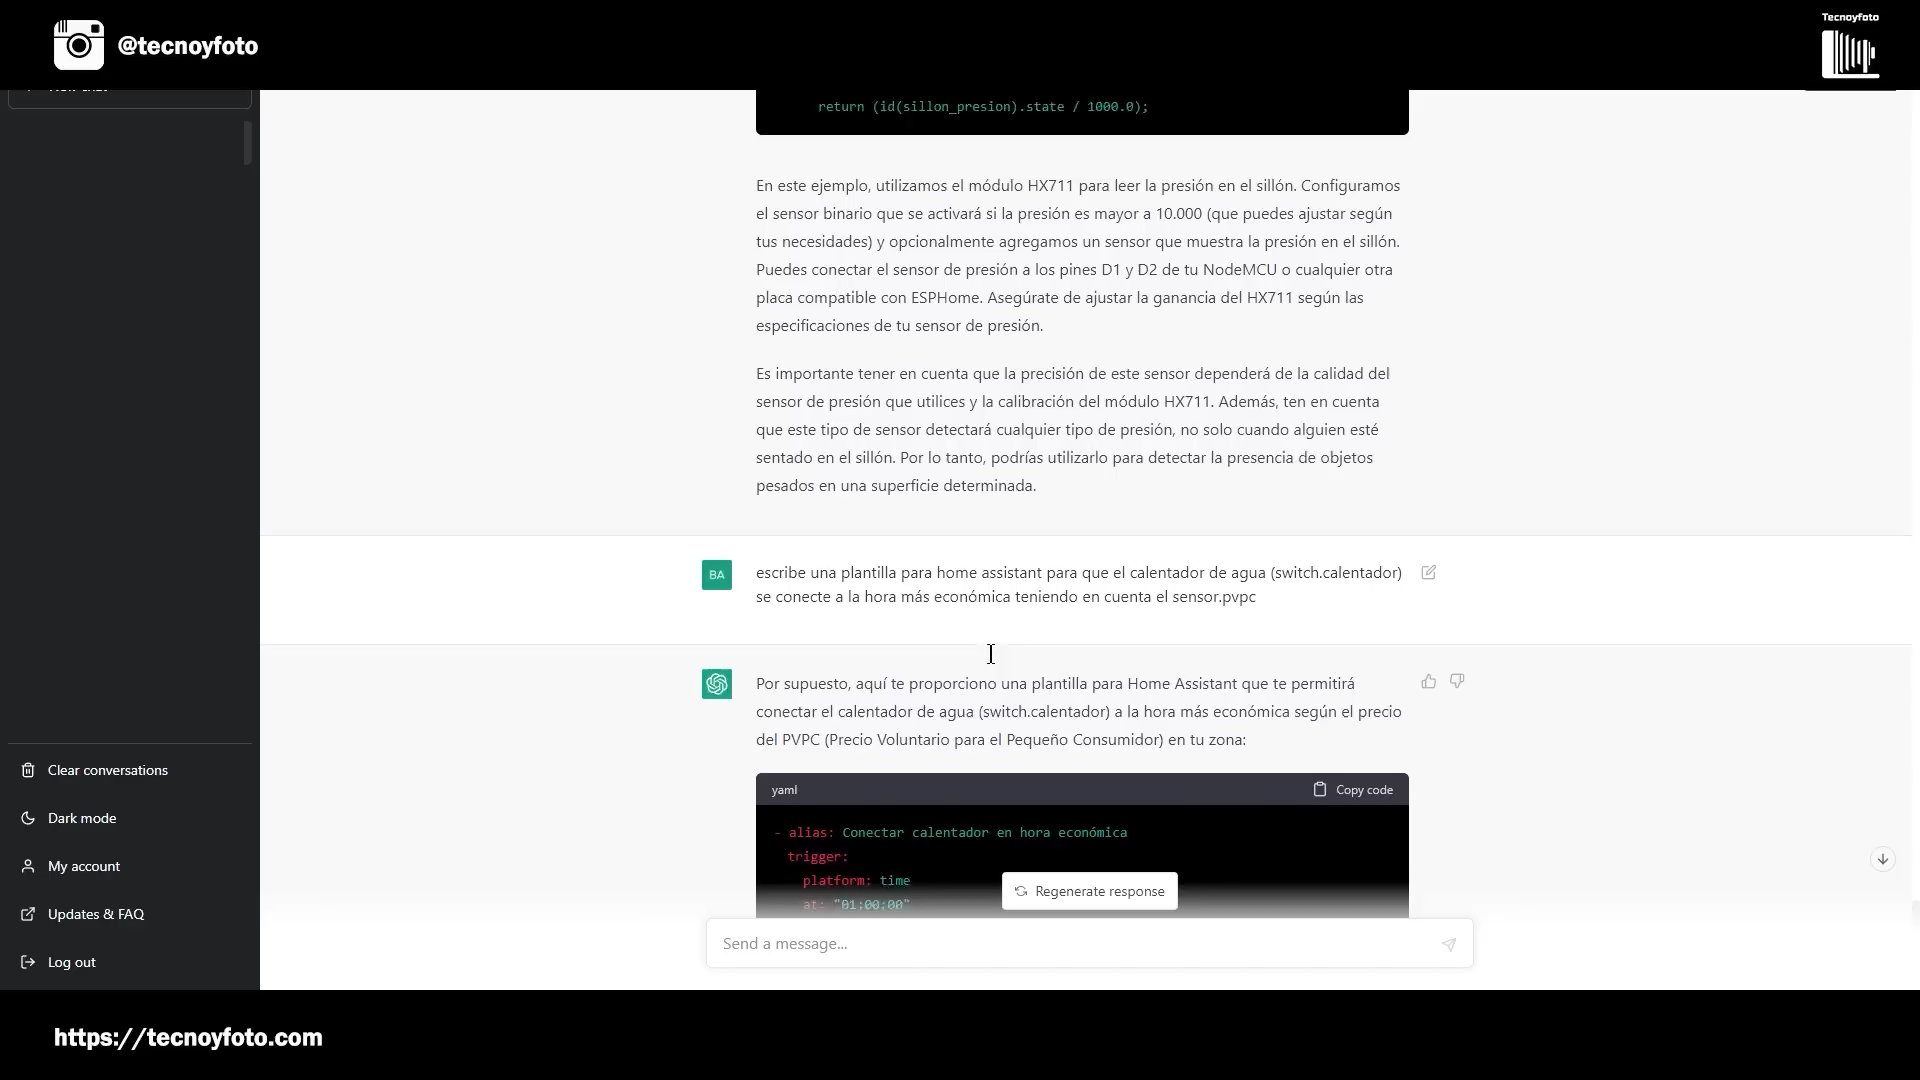 @tecnoyfoto
Tecnoyfoto
return (id(sillon_presion).state / 1000.0);
En este ejemplo, utilizamos el módulo HX711 para leer la presión en el sillón. Configuramos
el sensor binario que se activará si la presión es mayor a 10.000 (que puedes ajustar según
tus necesidades) y opcionalmente agregamos un sensor que muestra la presión en el sillón.
Puedes conectar el sensor de presión a los pines D1 y D2 de tu NodeMCU o cualquier otra
placa compatible con ESPHome. Asegúrate de ajustar la ganancia del HX711 según las
especificaciones de tu sensor de presión.
Es importante tener en cuenta que la precisión de este sensor dependerá de la calidad del
sensor de presión que utilices y la calibración del módulo HX711. Además, ten en cuenta
que este tipo de sensor detectará cualquier tipo de presión, no solo cuando alguien esté
sentado en el sillón. Por lo tanto, podrías utilizarlo para detectar la presencia de objetos
pesados en una superficie determinada.
BA
escribe una plantilla para home assistant para que el calentador de agua (switch.calentador)
se conecte a la hora más económica teniendo en cuenta el sensor.pvpc
Por supuesto, aquí te proporciono una plantilla para Home Assistant que te permitirá
conectar el calentador de agua (switch.calentador) a la hora más económica según el precio
del PVPC (Precio Voluntario para el Pequeño Consumidor) en tu zona:
yaml
Copy code
- alias: Conectar calentador en hora económica
trigger:
platform: time
at: "01:00:00"
Regenerate response
Send a message...
Clear conversations
Dark mode
My account
Updates & FAQ
Log out
https://tecnoyfoto.com